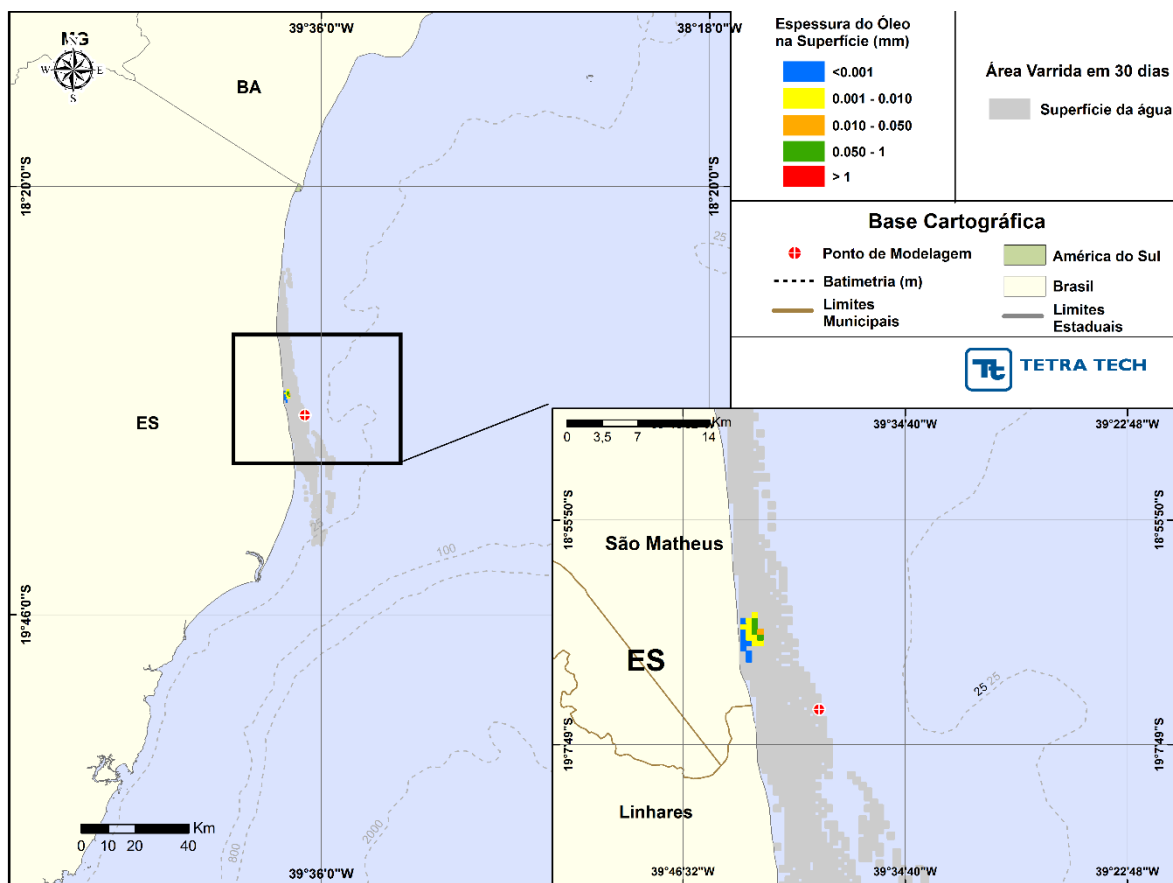 39°36'0"W
38°18'0"W
MG
N
W
E
S
BA
18°20'0"S
18°20'0"S
25
ES
15
100
19°46'0"S
800
2000
Km
0 10 20 40
39°36'0"W
Espessura do Óleo
na Superfície (mm)
<0.001
0.001 - 0.010
0.010 - 0.050
0.050 - 1
> 1
Área Varrida em 30 dias
Superfície da água
Base Cartográfica
Ponto de Modelagem
Batimetria (m)
Limites
Municipais
América do Sul
Brasil
Limites
Estaduais
Tt TETRA TECH
Km
0 3,5 7 14
39°34'40"W
39°22'48"W
18°55'50"S
18°55'50"S
São Matheus
ES
25
25
19°7'49"S
19°7'49"S
Linhares
39°46'32"W
39°34'40"W
39°22'48"W